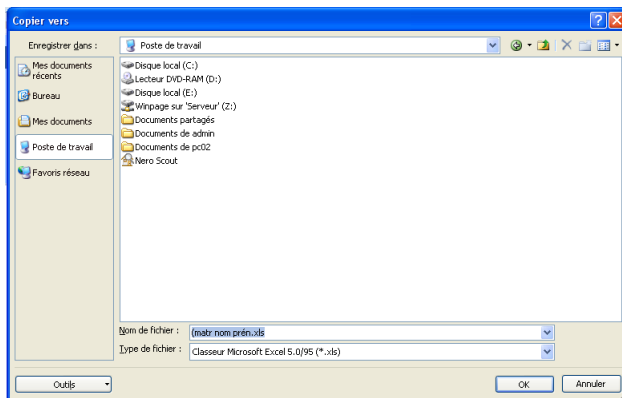 Copier vers
Enregistrer dans :
Poste de travail
Mes documents
récents
Bureau
Mes documents
Poste de travail
Favoris réseau
Disque local (C:)
Lecteur DVD-RAM (D:)
Disque local (E:)
Winpage sur 'Serveur' (Z:)
Documents partagés
Documents de admin
Documents de pc02
Nero Scout
Nom de fichier :
(matr nom prén.xls
Type de fichier :
Classeur Microsoft Excel 5.0/95 (*.xls)
Outils
OK
Annuler